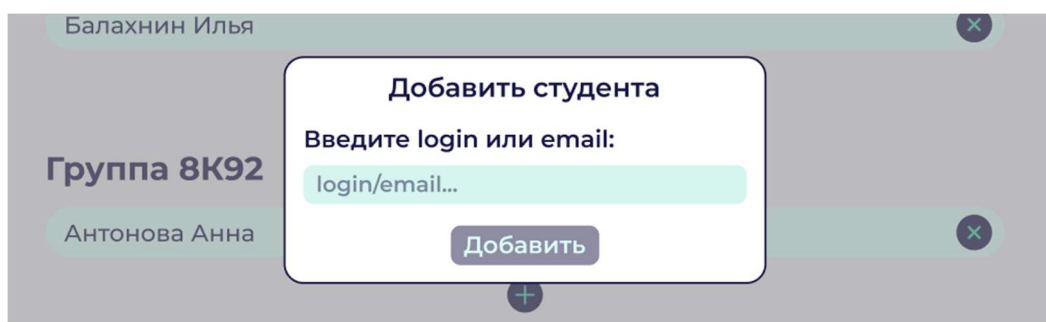 Балахнин Илья
Добавить студента
Введите login или email:
login/email...
Добавить
Группа 8К92
Антонова Анна